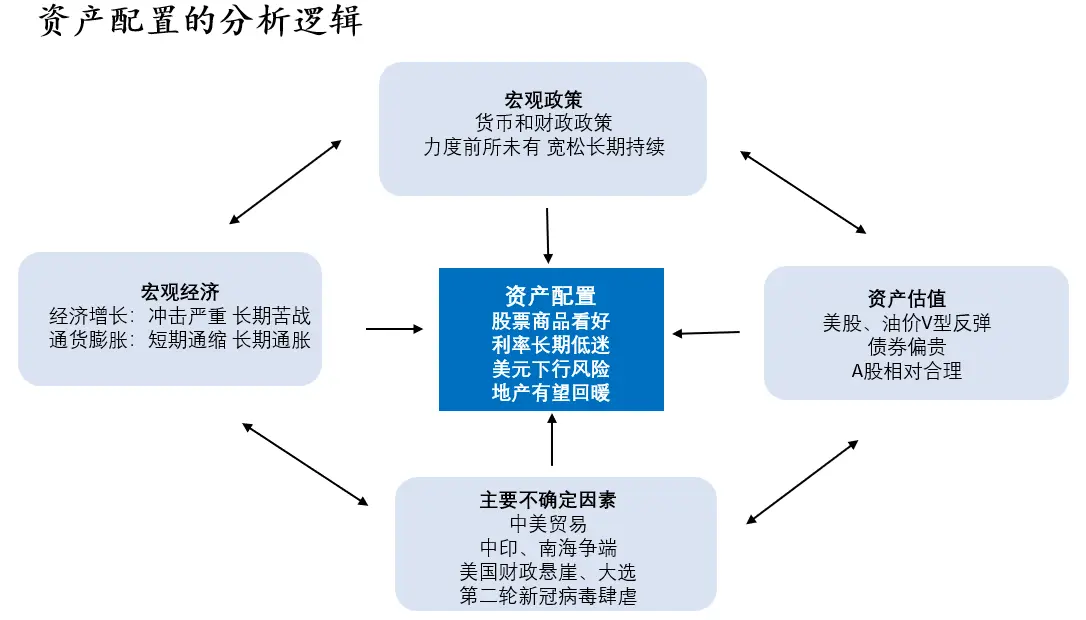 资产配置的分析逻辑
宏观政策
货币和财政政策
力度前所未有 宽松长期持续
宏观经济
经济增长：冲击严重 长期苦战
通货膨胀：短期通缩 长期通胀
资产配置
股票商品看好
利率长期低迷
美元下行风险
地产有望回暖
资产估值
美股、油价V型反弹
债券偏贵
A股相对合理
主要不确定因素
中美贸易
中印、南海争端
美国财政悬崖、大选
第二轮新冠病毒肆虐